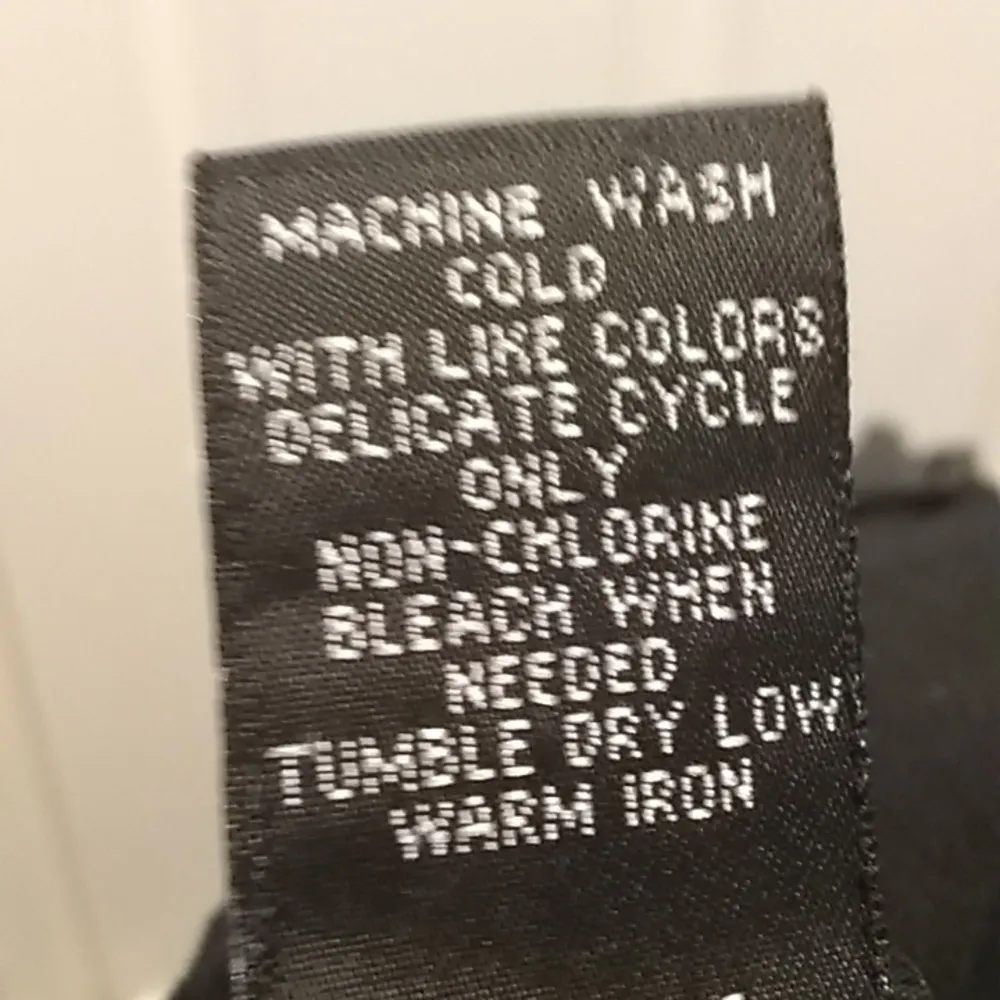 MACHINE WASH
COLD
WITH LIKE COLORS
DELICATE CYCLE
ONLY
NON-CHLORINE
BLEACH WHEN
NEEDED
TUMBLE DRY LOW
WARM IRON